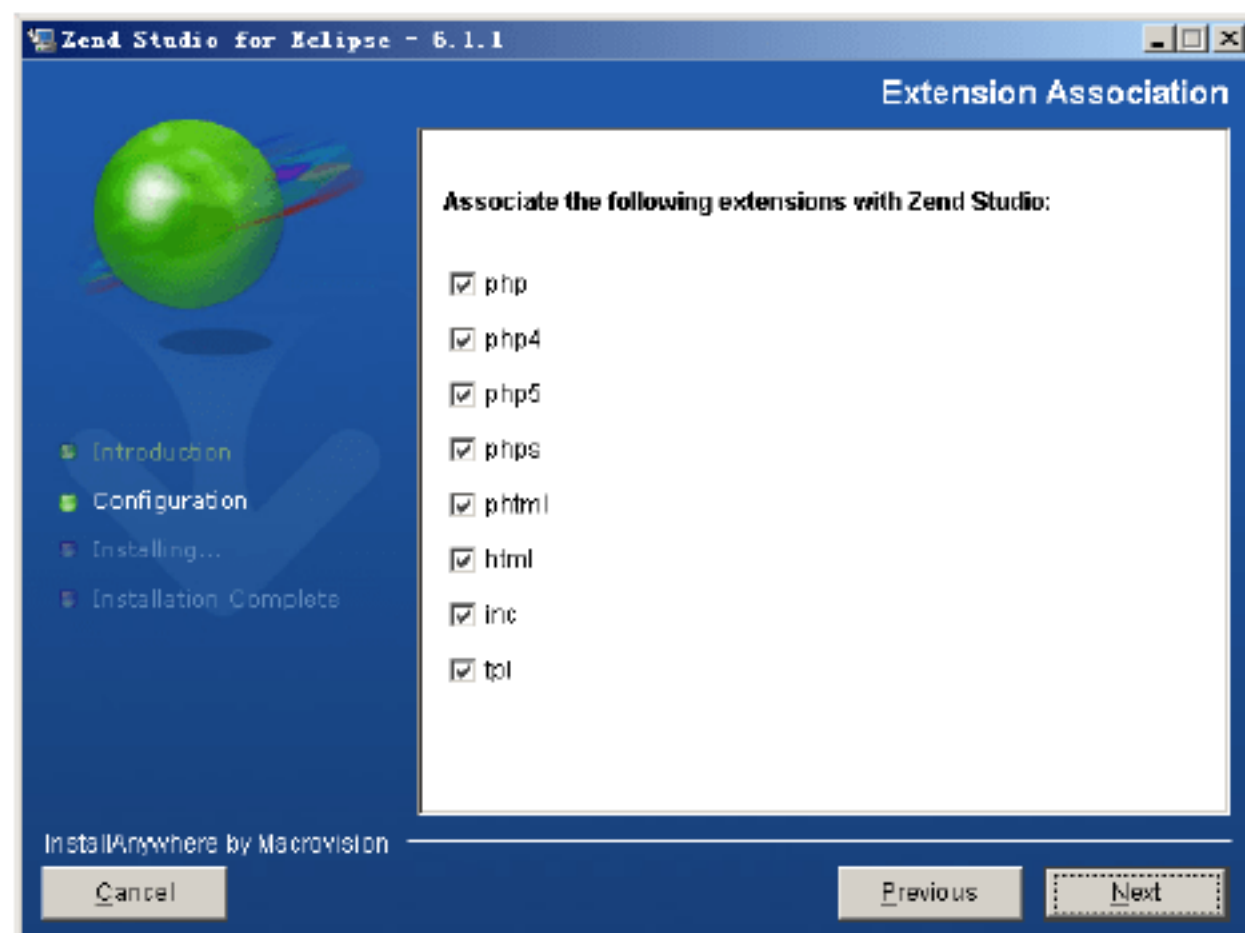 Zend Studio for Eclipse - 6.1.1
Extension Association
Associate the following extensions with Zend Studio:
php
php4
php5
phps
phtml
html
inc
tpl
Introduction
Configuration
Installing...
Installation Complete
InstallAnywhere by Macrovision
Cancel
Previous
Next